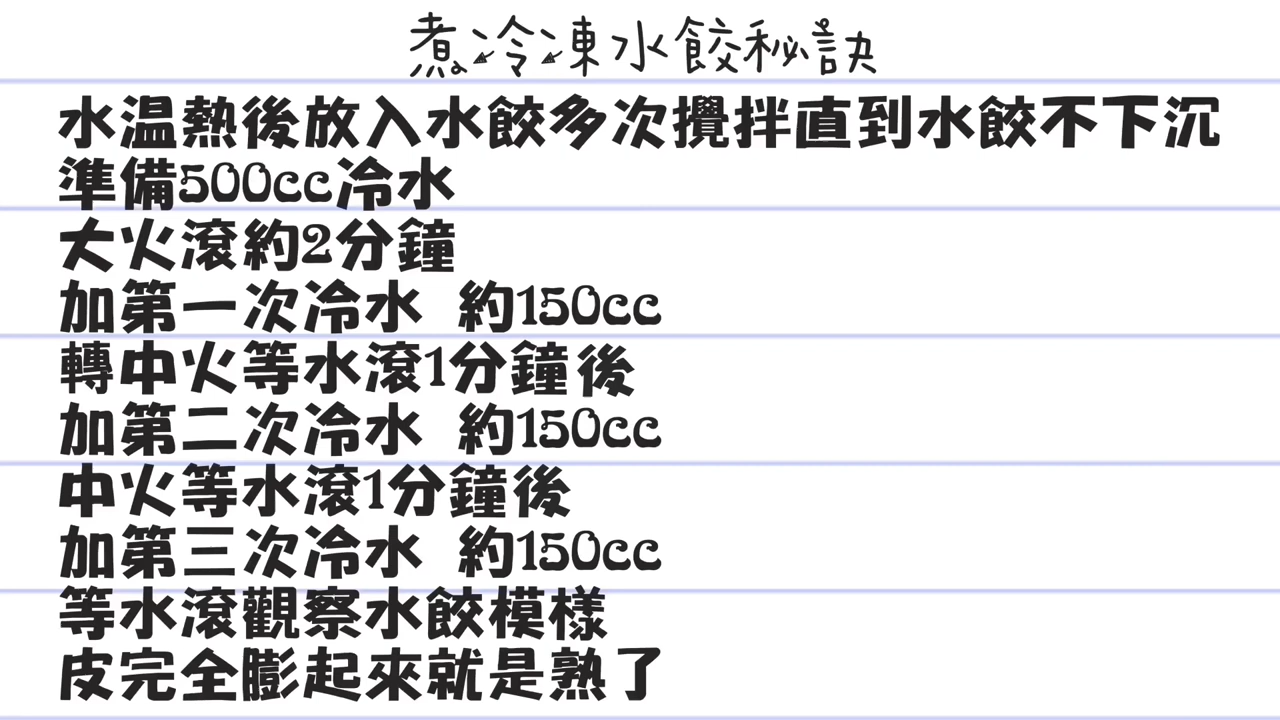 煮冷凍水餃秘訣
水温熱後放入水餃多次攪拌直到水餃不下沉
準備500cc冷水
大火滾約2分鐘
加第一次冷水 約150cc
轉中火等水滾1分鐘後
加第二次冷水 約150cc
中火等水滾1分鐘後
加第三次冷水 約150cc
等水滾觀察水餃模樣
皮完全膨起來就是熟了